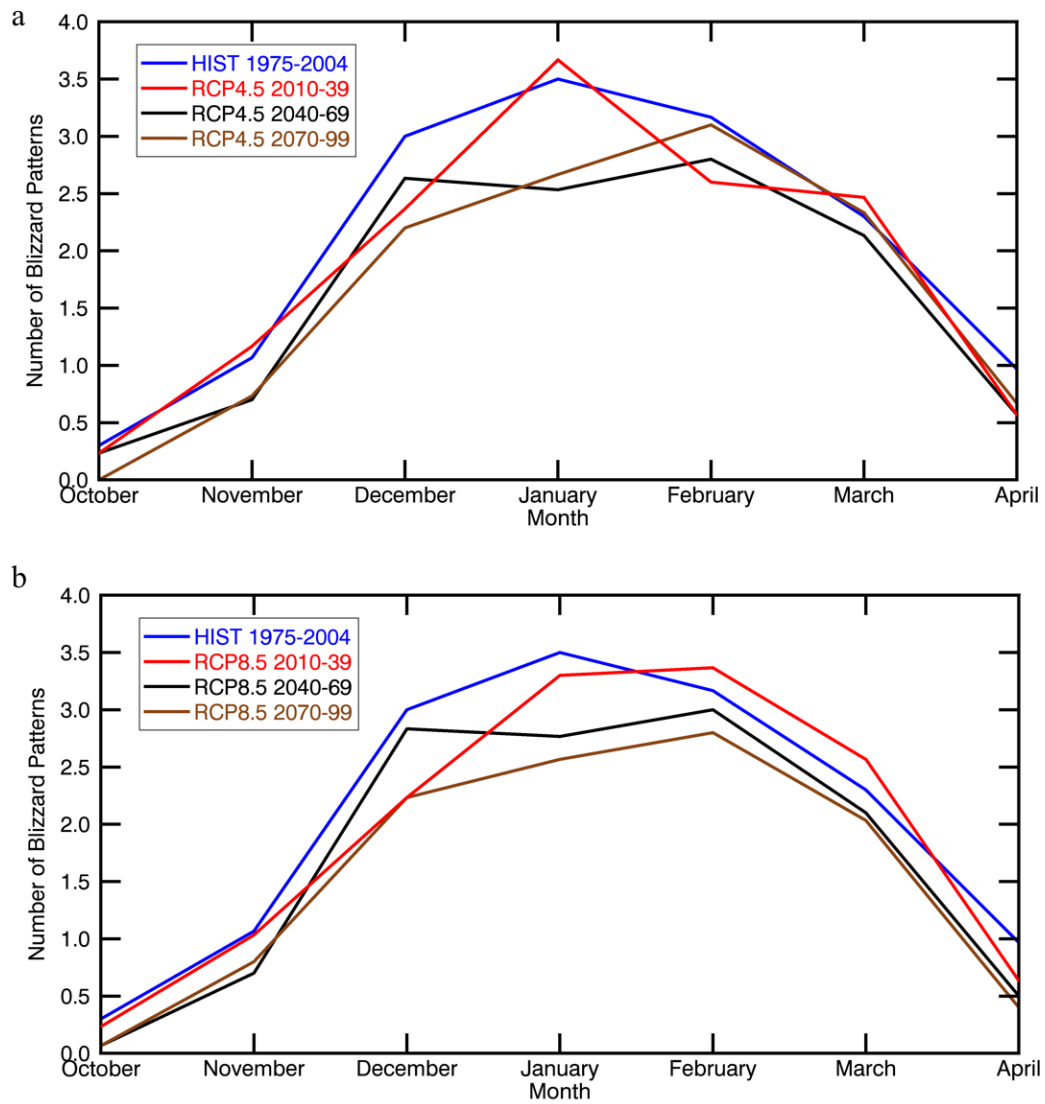 a
4.0
HIST 1975-2004
3.5
RCP4.5 2010-39
RCP4.5 2040-69
3.0
RCP4.5 2070-99
2.5
Number of Blizzard Patterns
2.0
1.5
1.0
0.5
0.0
October November December January February March April
Month
b
4.0
HIST 1975-2004
3.5
RCP8.5 2010-39
RCP8.5 2040-69
3.0
RCP8.5 2070-99
2.5
Number of Blizzard Patterns
2.0
1.5
1.0
0.5
0.0
October November December January February March April
Month